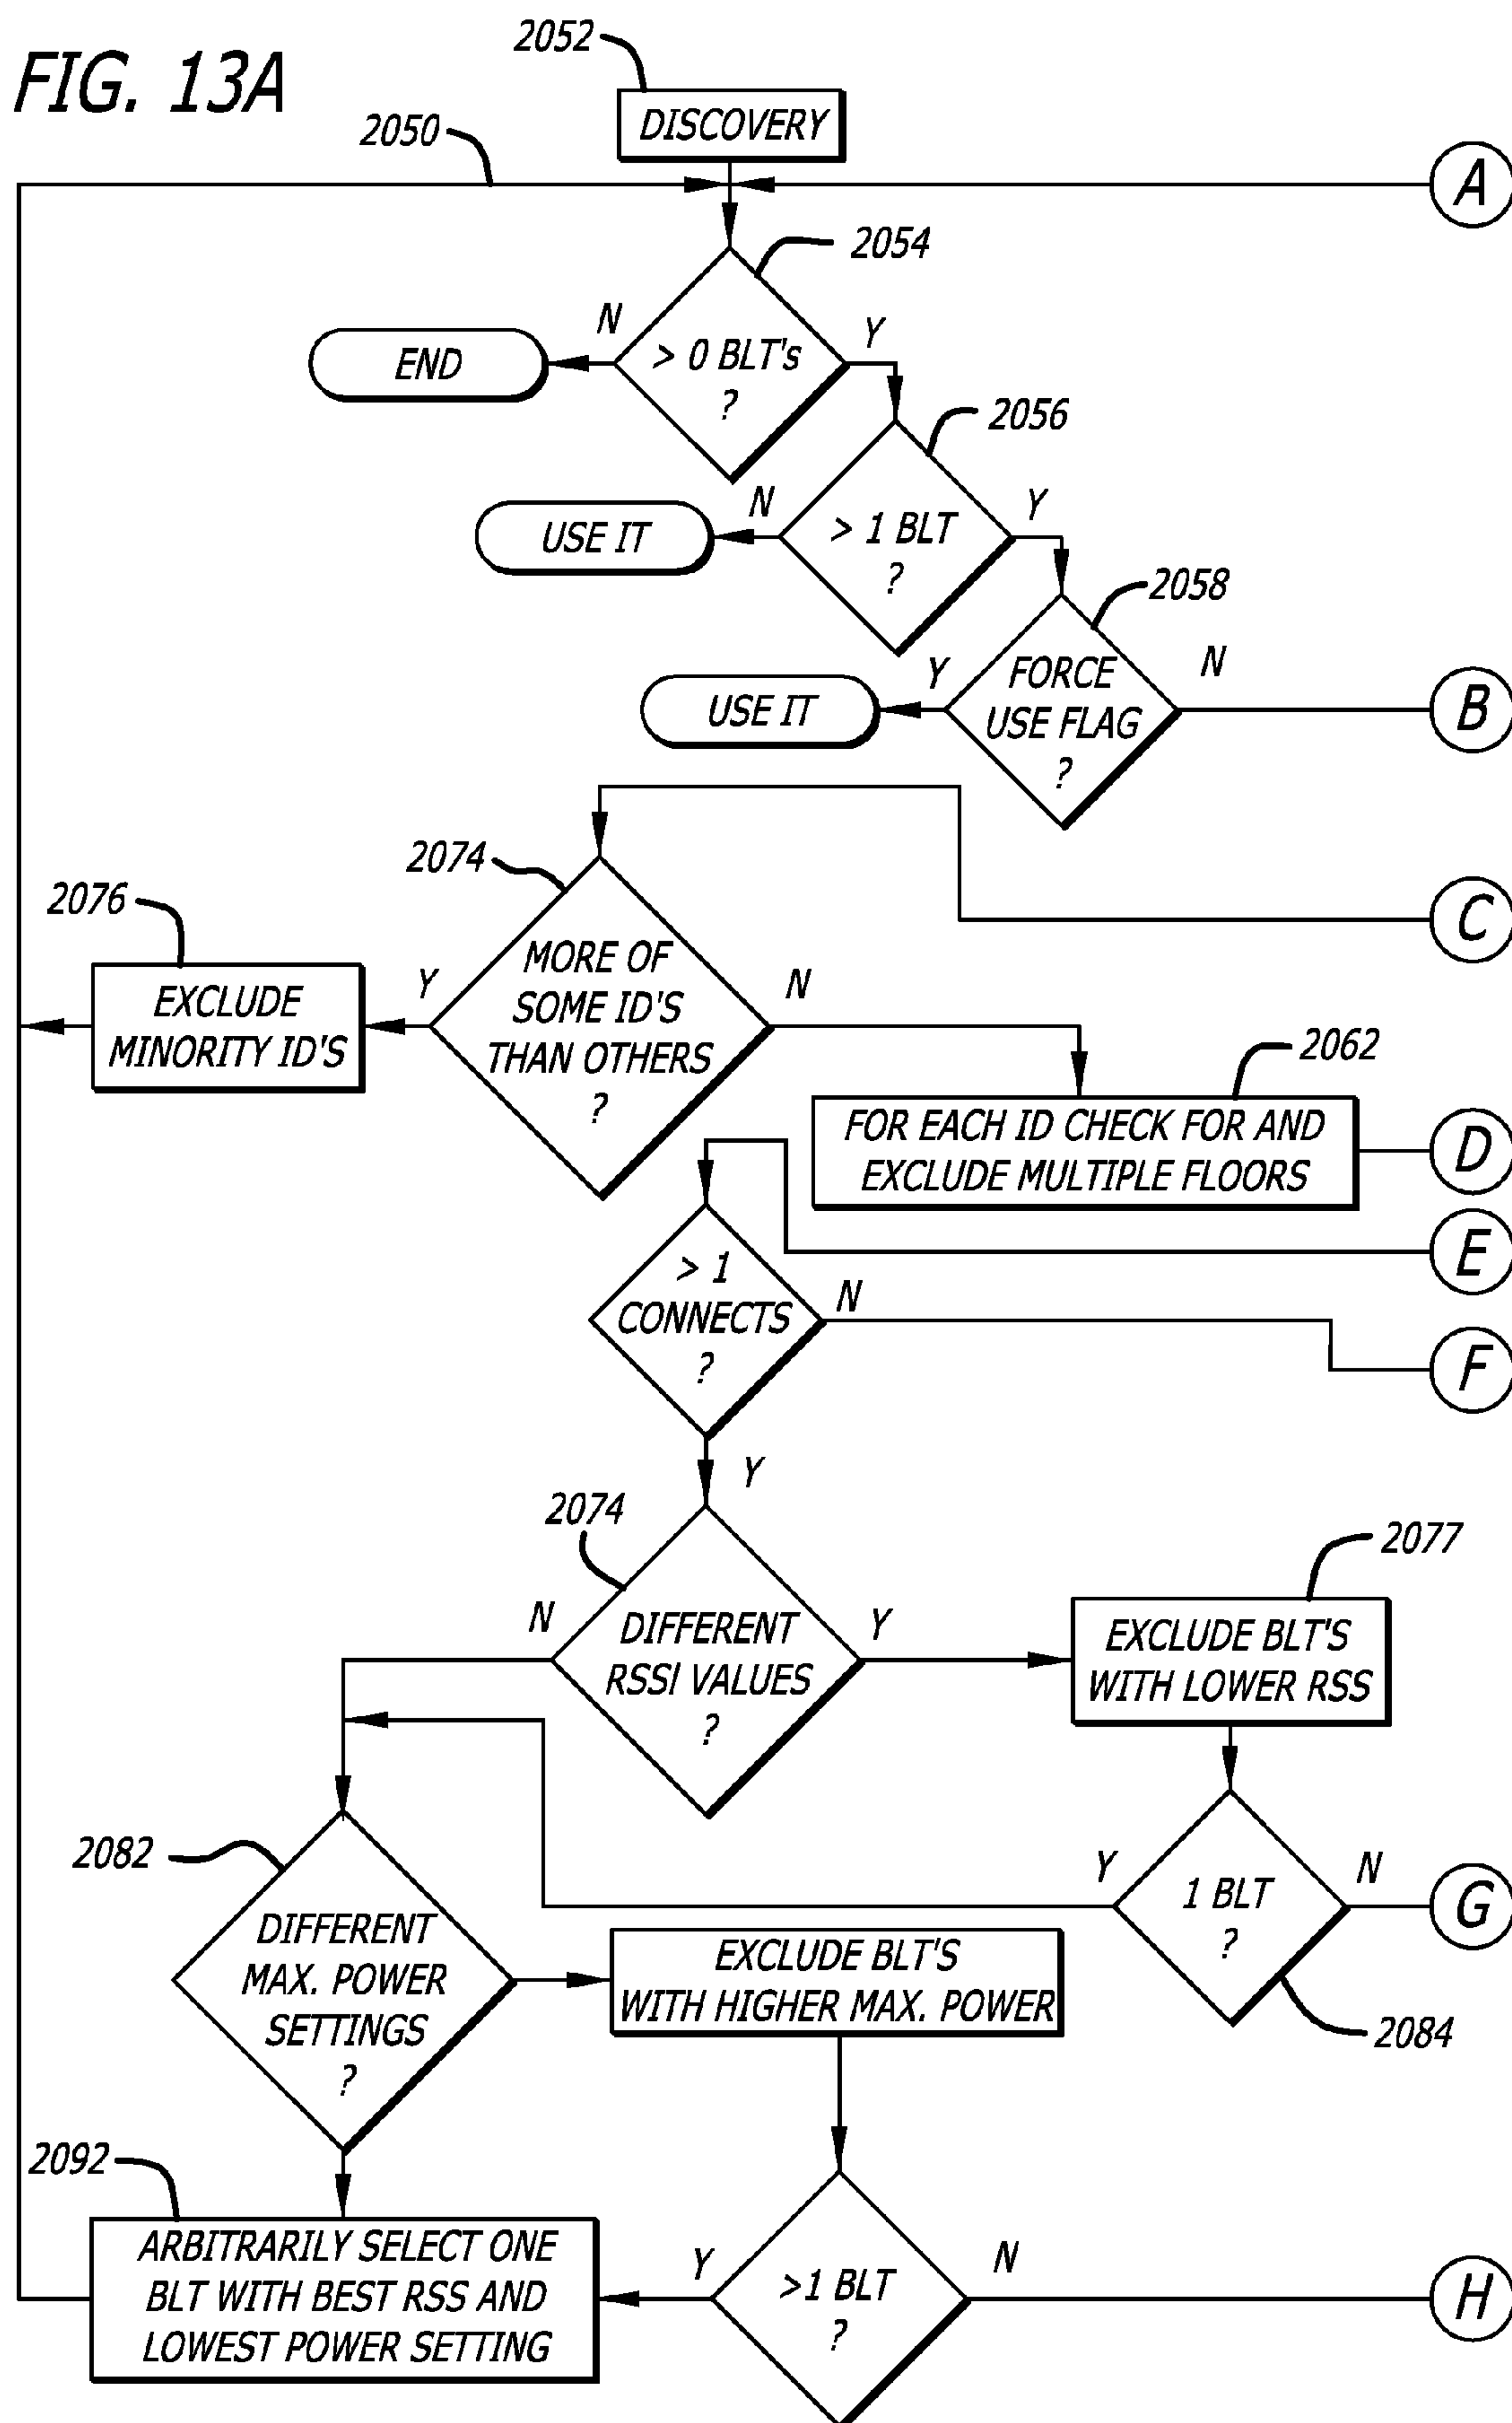 FIG. 13A
2052
DISCOVERY
2050
A
2054
N
> 0 BLT's
?
Y
END
2056
N
> 1 BLT
?
Y
USE IT
2058
Y
FORCE
USE FLAG
?
N
USE IT
B
2074
C
2076
EXCLUDE
MINORITY ID'S
Y
MORE OF
SOME ID'S
THAN OTHERS
?
N
2062
FOR EACH ID CHECK FOR AND
EXCLUDE MULTIPLE FLOORS
D
E
> 1
CONNECTS
?
N
F
Y
2074
N
DIFFERENT
RSSI VALUES
?
Y
2077
EXCLUDE BLT'S
WITH LOWER RSS
2082
Y
1 BLT
?
N
G
2084
DIFFERENT
MAX. POWER
SETTINGS
?
EXCLUDE BLT'S
WITH HIGHER MAX. POWER
2092
ARBITRARILY SELECT ONE
BLT WITH BEST RSS AND
LOWEST POWER SETTING
Y
>1 BLT
?
N
H